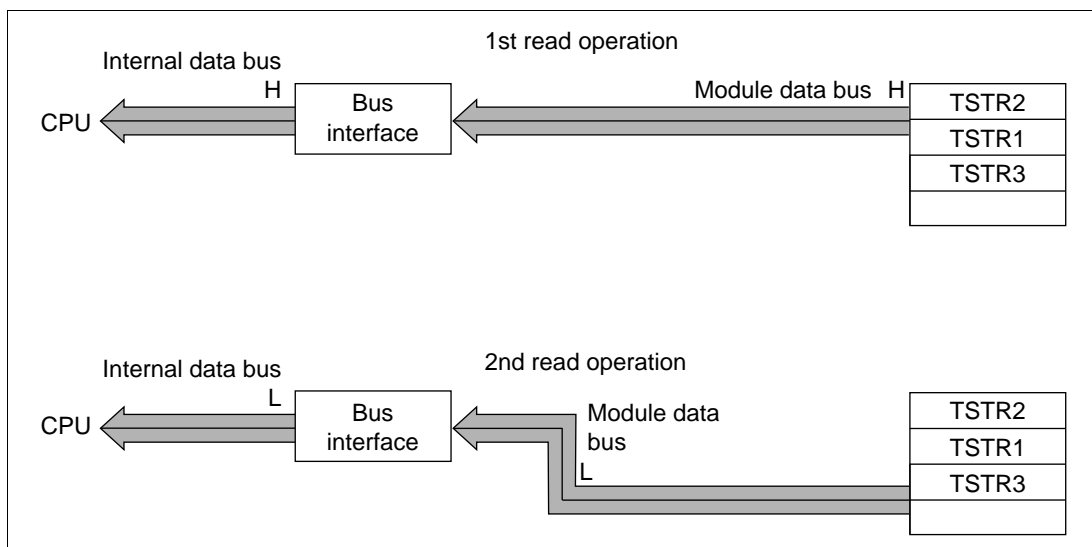 1st read operation
Internal data bus
H
Module data bus H
CPU
Bus
interface
TSTR2
TSTR1
TSTR3
2nd read operation
Internal data bus
L
Module data
bus
L
CPU
Bus
interface
TSTR2
TSTR1
TSTR3